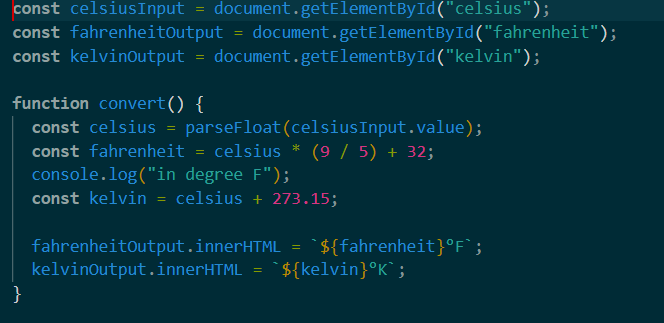 const celsiusInput = document.getElementById("celsius");
const fahrenheitOutput = document.getElementById("fahrenheit");
const kelvinOutput = document.getElementById("kelvin");

function convert() {
  const celsius = parseFloat(celsiusInput.value);
  const fahrenheit = celsius * (9 / 5) + 32;
  console.log("in degree F");
  const kelvin = celsius + 273.15;

  fahrenheitOutput.innerHTML = `${fahrenheit}°F`;
  kelvinOutput.innerHTML = `${kelvin}°K`;
}